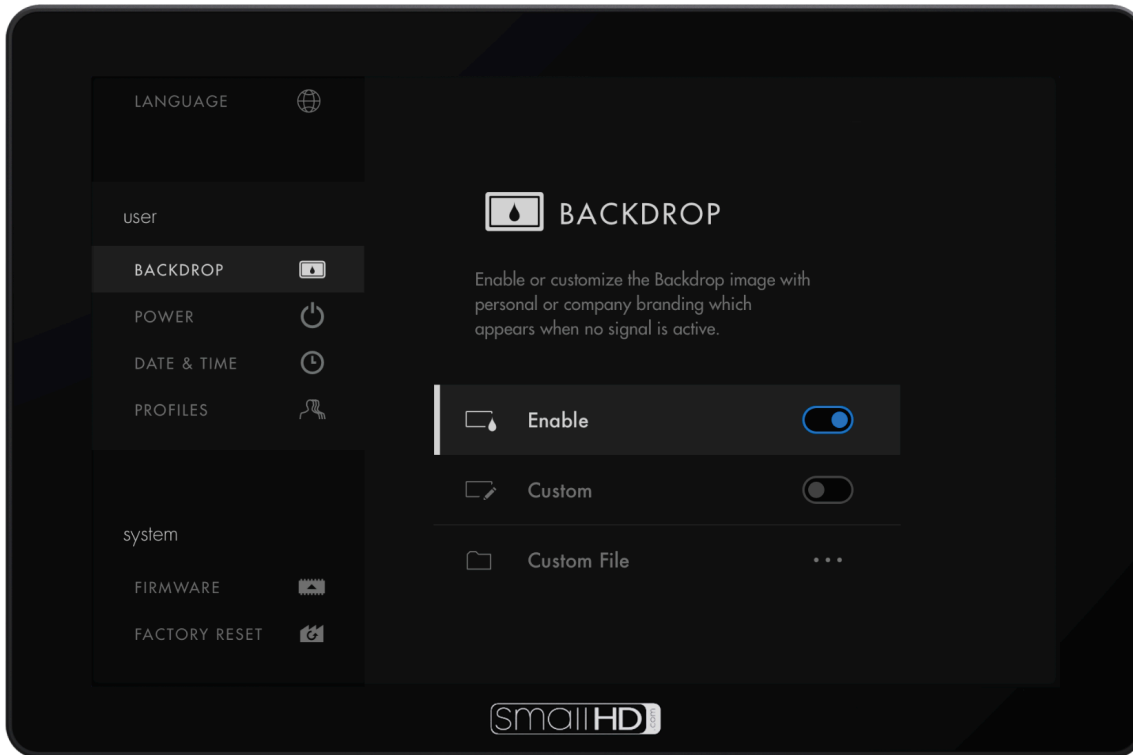 LANGUAGE
user
BACKDROP
POWER
DATE & TIME
PROFILES
system
FIRMWARE
FACTORY RESET
BACKDROP
Enable or customize the Backdrop image with
personal or company branding which
appears when no signal is active.
Enable
Custom
Custom File
smallHD.com